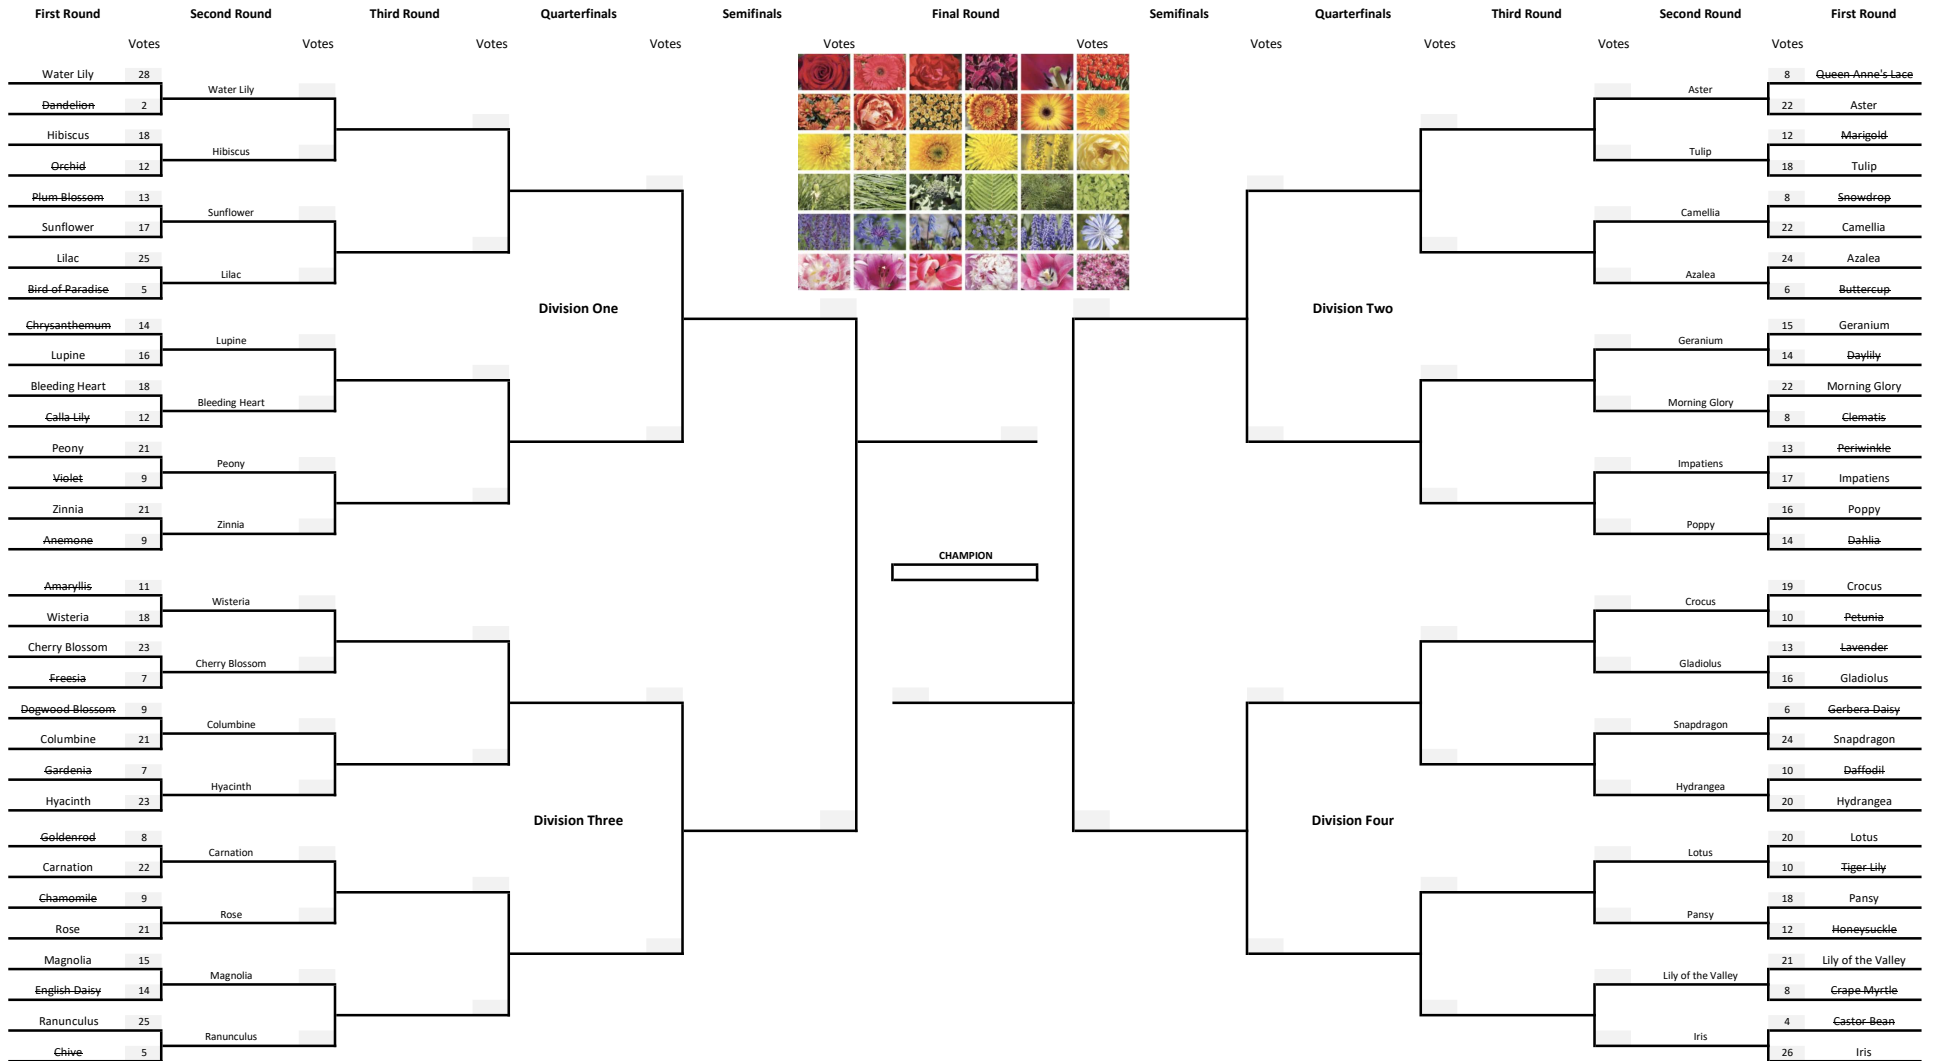 First Round Second Round Third Round Quarterfinals Semifinals Final Round Semifinals Quarterfinals Third Round Second Round First Round
Votes Votes Votes Votes Votes Votes Votes Votes Votes Votes
Water Lily 28
Water Lily
Dandelion 2
Hibiscus 18
Hibiscus
Orchid 12
Plum Blossom 13
Sunflower
Sunflower 17
Lilac 25
Lilac
Bird of Paradise 5
Division One
Chrysanthemum 14
Lupine
Lupine 16
Bleeding Heart 18
Bleeding Heart
Calla Lily 12
Peony 21
Peony
Violet 9
Zinnia 21
Zinnia
Anemone 9
Amaryllis 11
Wisteria
Wisteria 18
Cherry Blossom 23
Cherry Blossom
Freesia 7
Dogwood Blossom 9
Columbine
Columbine 21
Gardenia 7
Hyacinth
Hyacinth 23
Division Three
Goldenrod 8
Carnation
Carnation 22
Chamomile 9
Rose
Rose 21
Magnolia 15
Magnolia
English Daisy 14
Ranunculus 25
Ranunculus
Chive 5
CHAMPION
8 Queen Anne's Lace
Aster
22 Aster
12 Marigold
Tulip
18 Tulip
8 Snowdrop
Camellia
22 Camellia
24 Azalea
Azalea
6 Buttercup
Division Two
15 Geranium
Geranium
14 Daylily
22 Morning Glory
Morning Glory
8 Clematis
13 Periwinkle
Impatiens
17 Impatiens
16 Poppy
Poppy
14 Dahlia
19 Crocus
Crocus
10 Petunia
13 Lavender
Gladiolus
16 Gladiolus
6 Gerbera Daisy
Snapdragon
24 Snapdragon
10 Daffodil
Hydrangea
20 Hydrangea
Division Four
20 Lotus
Lotus
10 Tiger Lily
18 Pansy
Pansy
12 Honeysuckle
21 Lily of the Valley
Lily of the Valley
8 Crape Myrtle
4 Castor Bean
Iris
26 Iris